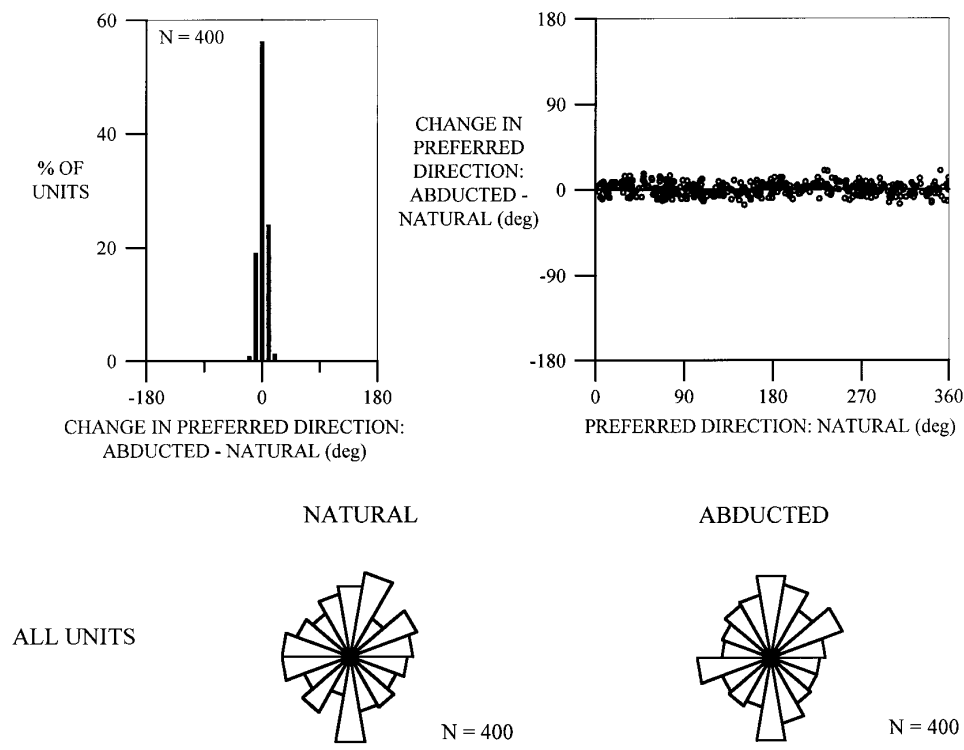 60
N = 400
40
% OF
UNITS
20
0
-180
0
180
CHANGE IN PREFERRED DIRECTION:
ABDUCTED - NATURAL (deg)
180
90
CHANGE IN
PREFERRED
DIRECTION:
ABDUCTED -
NATURAL (deg)
0
-90
-180
0
90
180
270
360
PREFERRED DIRECTION: NATURAL (deg)
NATURAL
ABDUCTED
ALL UNITS
N = 400
N = 400